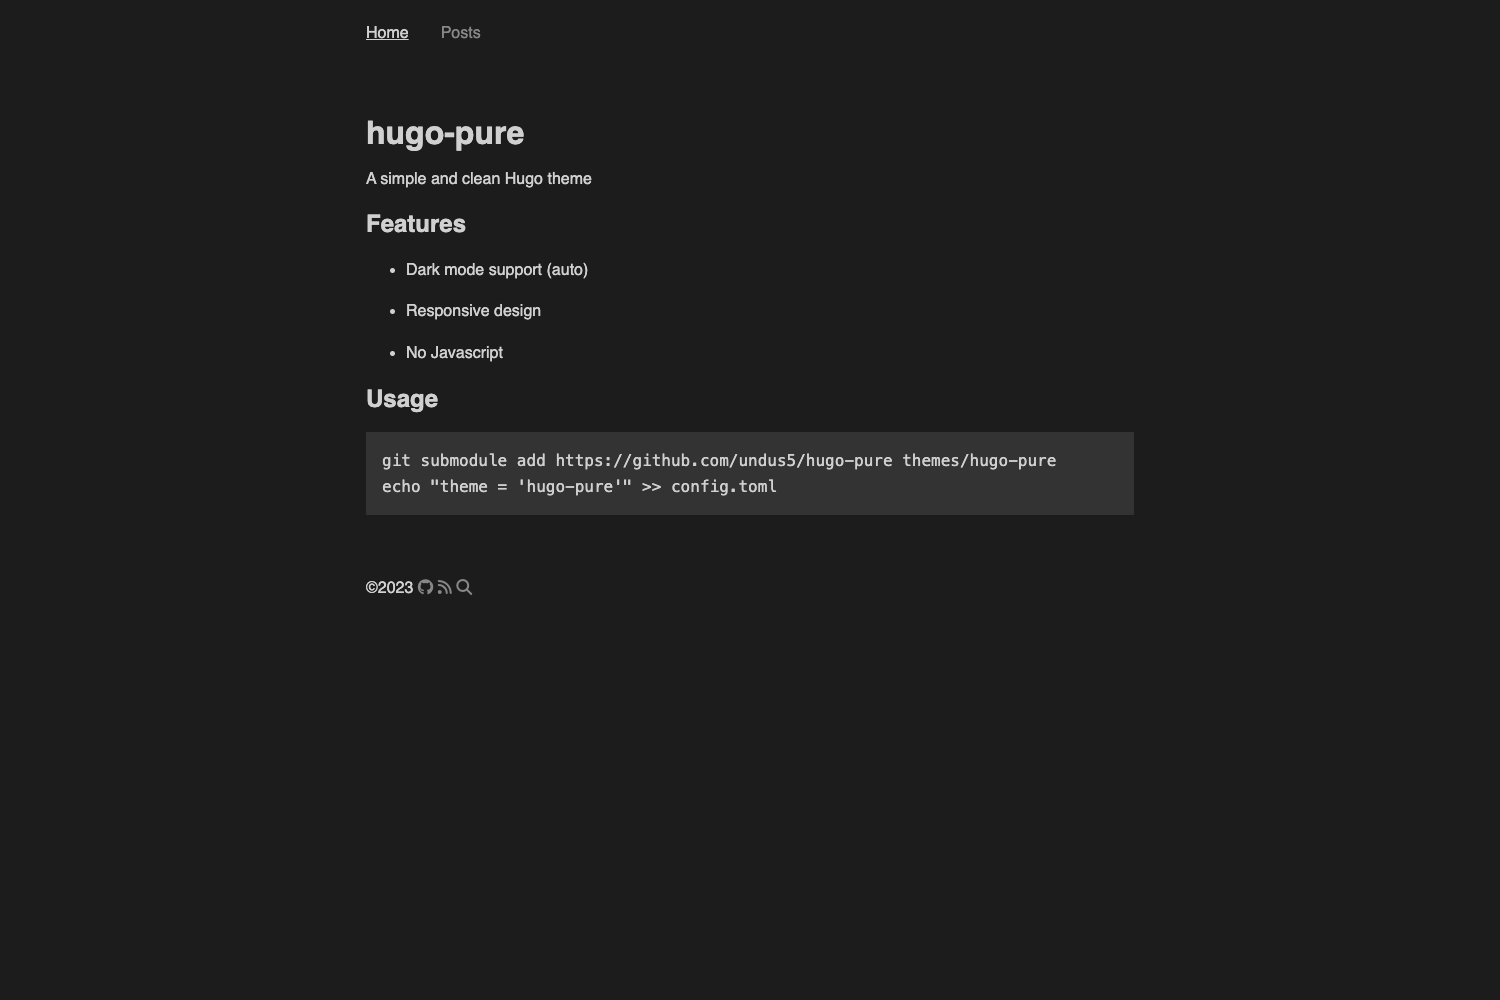 Home Posts
hugo-pure
A simple and clean Hugo theme
Features
Dark mode support (auto)
Responsive design
No Javascript
Usage
git submodule add https://github.com/undus5/hugo-pure themes/hugo-pure
echo "theme = 'hugo-pure'" >> config.toml
©2023